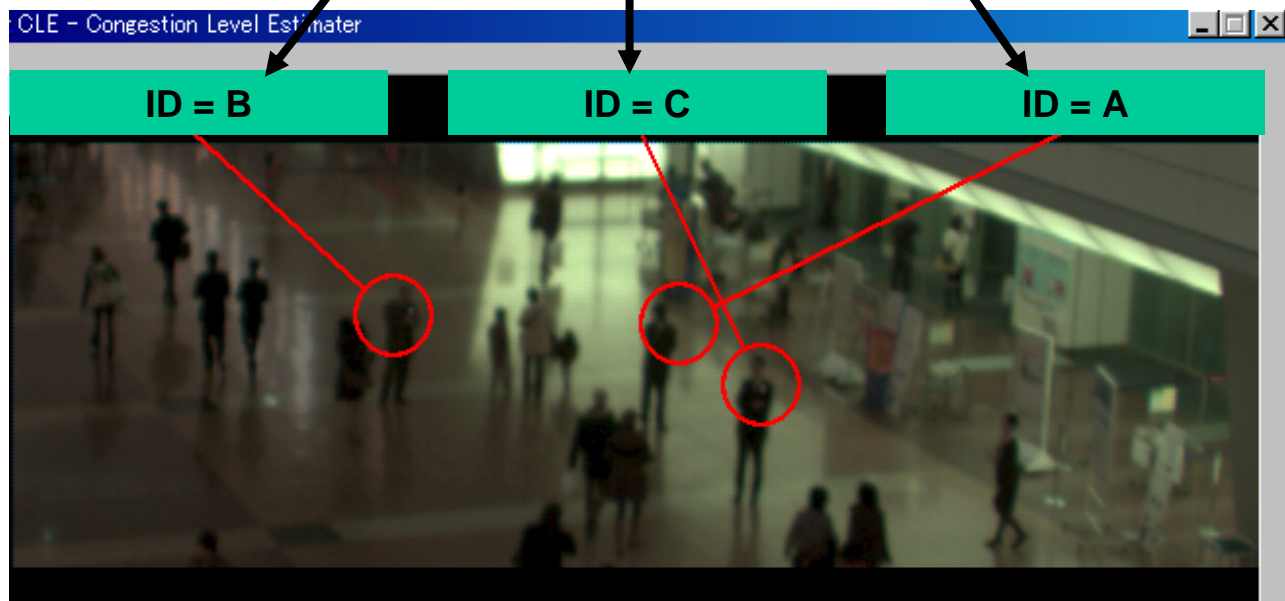 CLE - Congestion Level Estimater
ID = B
ID = C
ID = A